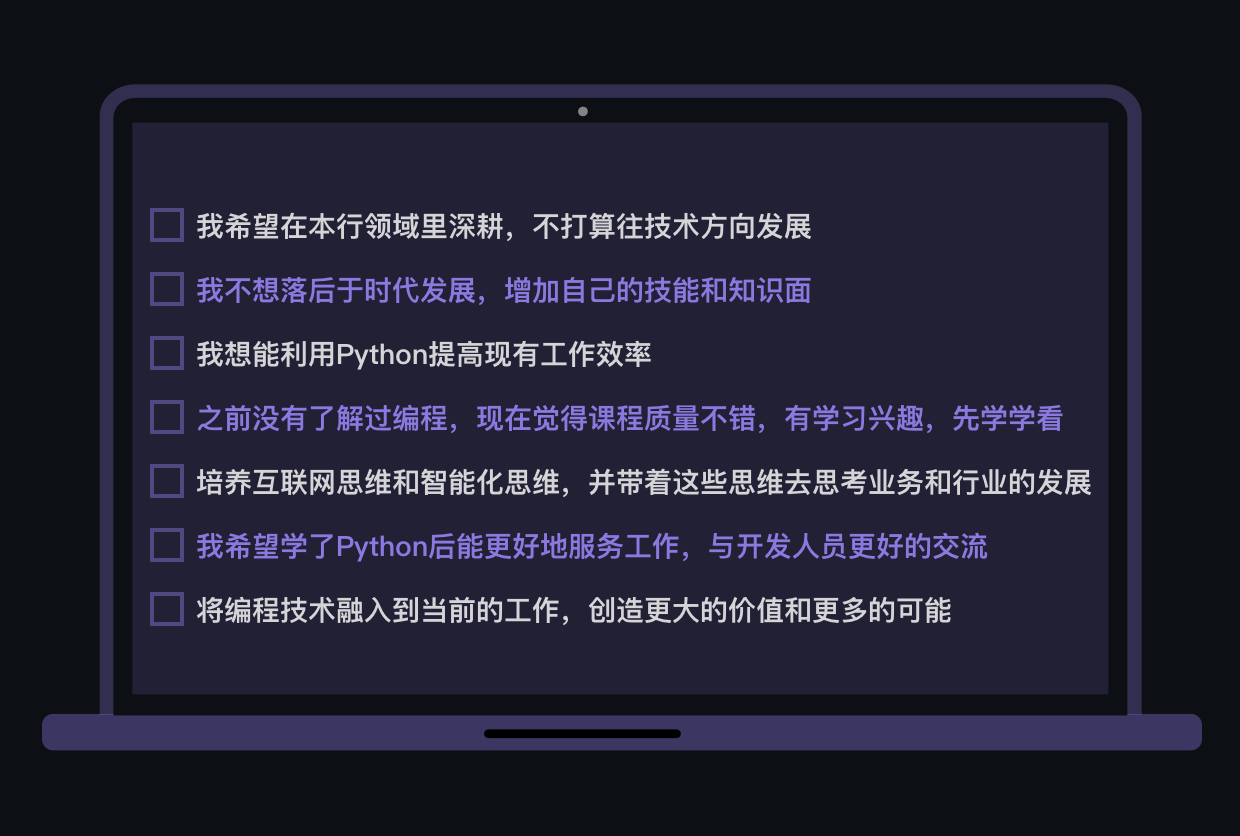 我希望在本行领域里深耕，不打算往技术方向发展
我不想落后于时代发展，增加自己的技能和知识面
我想能利用Python提高现有工作效率
之前没有了解过编程，现在觉得课程质量不错，有学习兴趣，先学学看
培养互联网思维和智能化思维，并带着这些思维去思考业务和行业的发展
我希望学了Python后能更好地服务工作，与开发人员更好的交流
将编程技术融入到当前的工作，创造更大的价值和更多的可能